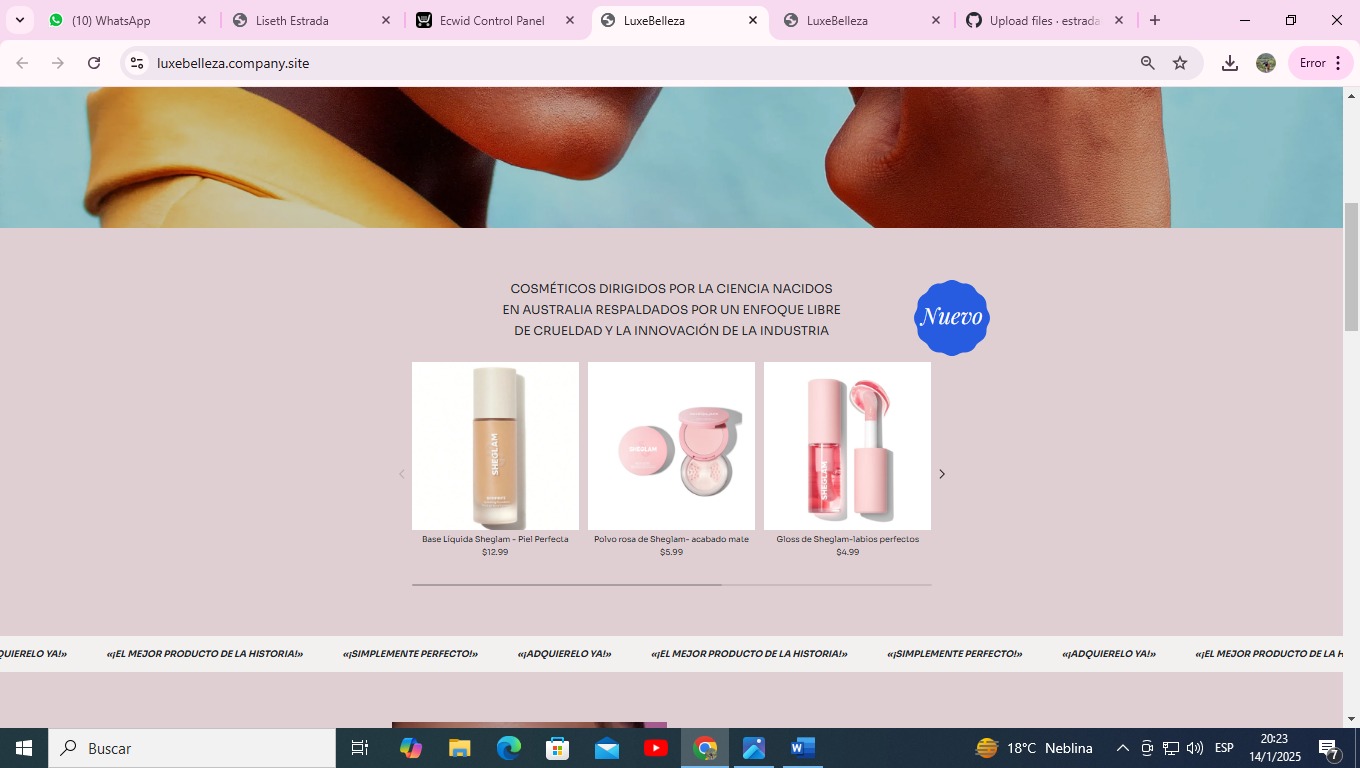 (10) WhatsApp
Liseth Estrada
Ecwid Control Panel
LuxeBelleza
LuxeBelleza
Upload files · estrada
luxebelleza.company.site
Error
COSMÉTICOS DIRIGIDOS POR LA CIENCIA NACIDOS
EN AUSTRALIA RESPALDADOS POR UN ENFOQUE LIBRE
DE CRUELDAD Y LA INNOVACIÓN DE LA INDUSTRIA
Nuevo
SHEGLAM
SHEGLAM
SHEGLAM
Base Liquida Sheglam - Piel Perfecta
$12.99
Polvo rosa de Sheglam- acabado mate
$5.99
Gloss de Sheglam-labios perfectos
$4.99
QUIERELO YA!» «¡EL MEJOR PRODUCTO DE LA HISTORIA!» «¡SIMPLEMENTE PERFECTO!» «¡ADQUIERELO YA!» «¡EL MEJOR PRODUCTO DE LA HISTORIA!» «¡SIMPLEMENTE PERFECTO!» «¡ADQUIERELO YA!» «¡EL MEJOR PRODUCTO DE LA H
Buscar
18°C Neblina
ESP
20:23
14/1/2025
7